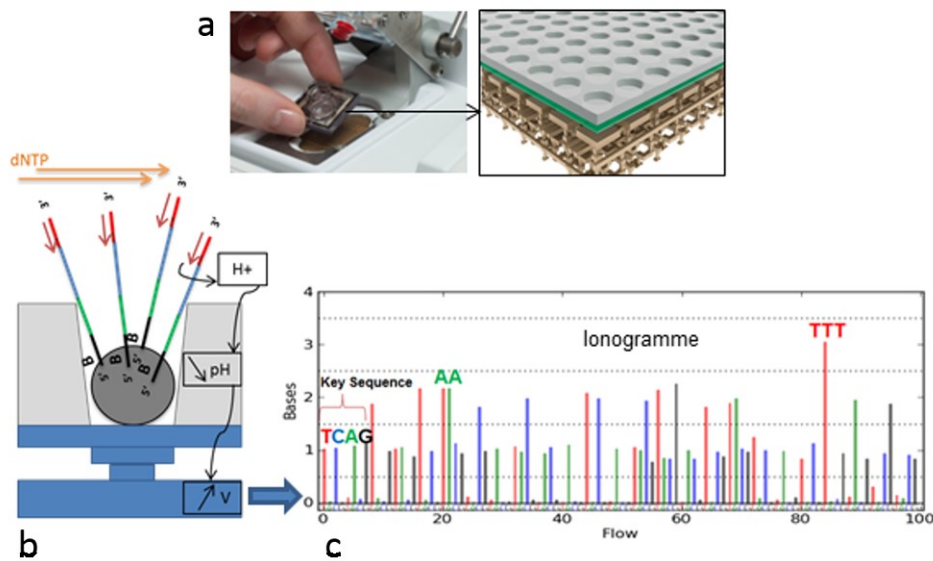 a
dNTP
3'
3'
3'
3'
H+
B
B
B
B
5'
5'
5'
5'
pH
V
b
4
3
2
1
0
Bases
Ionogramme
TTT
AA
Key Sequence
TCAG
0
20
40
60
80
100
Flow
c